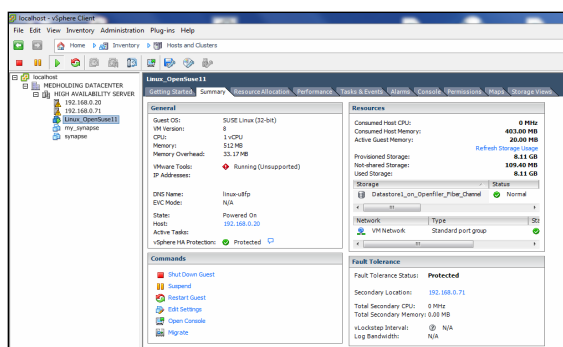 localhost - vSphere Client
File Edit View Inventory Administration Plug-ins Help
Home Inventory Hosts and Clusters
localhost
MEDHOLDING DATACENTER
HIGH AVAILABILITY SERVER
192.168.0.20
192.168.0.71
Linux_OpenSuse11
my_synapse
synapse
Linux_OpenSuse11
Getting Started Summary Resource Allocation Performance Tasks & Events Alarms Console Permissions Maps Storage Views
General
Guest OS: SUSE Linux (32-bit)
VM Version: 8
CPU: 1 vCPU
Memory: 512 MB
Memory Overhead: 33.17 MB
VMware Tools: Running (Unsupported)
IP Addresses:
DNS Name: linux-u8fp
EVC Mode: N/A
State: Powered On
Host: 192.168.0.20
Active Tasks:
vSphere HA Protection: Protected
Commands
Shut Down Guest
Suspend
Restart Guest
Edit Settings
Open Console
Migrate
Resources
Consumed Host CPU: 0 MHz
Consumed Host Memory: 403.00 MB
Active Guest Memory: 20.00 MB
Refresh Storage Usage
Provisioned Storage: 8.11 GB
Not-shared Storage: 109.40 MB
Used Storage: 8.11 GB
Storage Status
Datastore1_on_Openfiler_Fiber_Channel Normal
Network Type Sta
VM Network Standard port group
Fault Tolerance
Fault Tolerance Status: Protected
Secondary Location: 192.168.0.71
Total Secondary CPU: 0 MHz
Total Secondary Memory: 0.00 MB
vLockstep Interval: N/A
Log Bandwidth: N/A